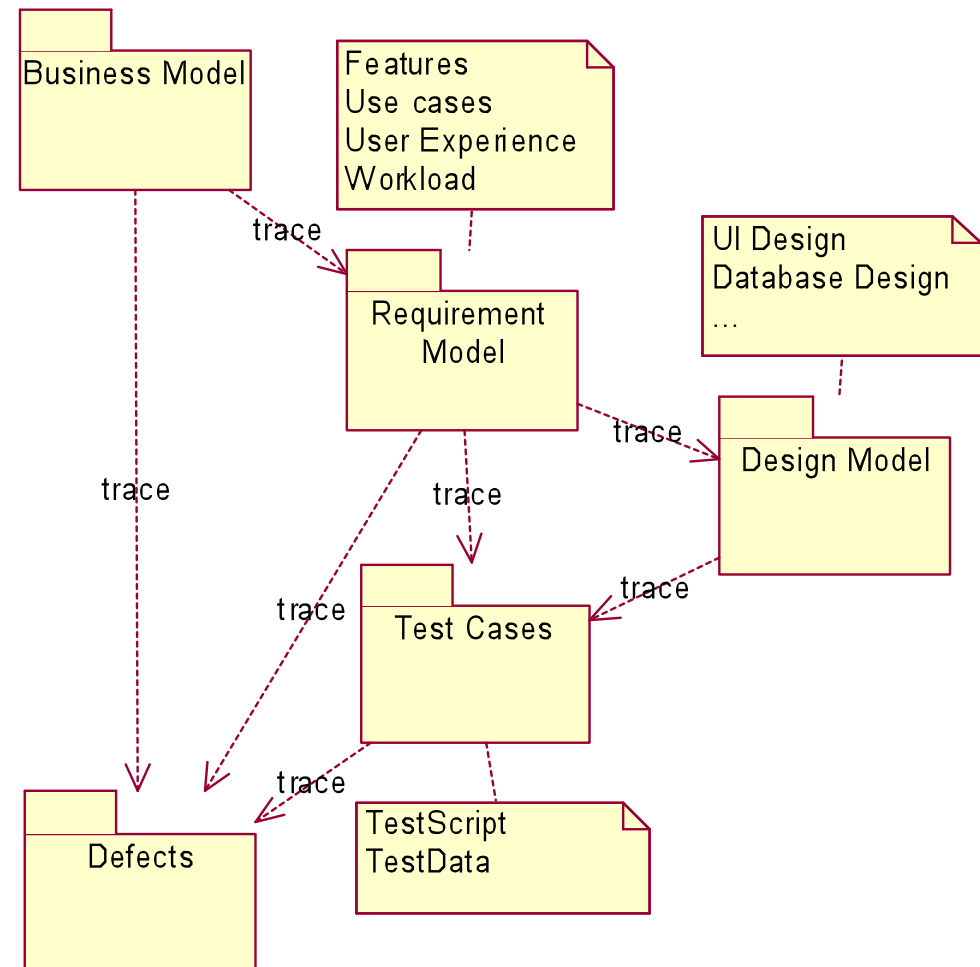 Business Model
Features
Use cases
User Experience
Workload
trace
UI Design
Database Design
...
Requirement
Model
trace
Design Model
trace
trace
trace
trace
Test Cases
trace
TestScript
TestData
Defects